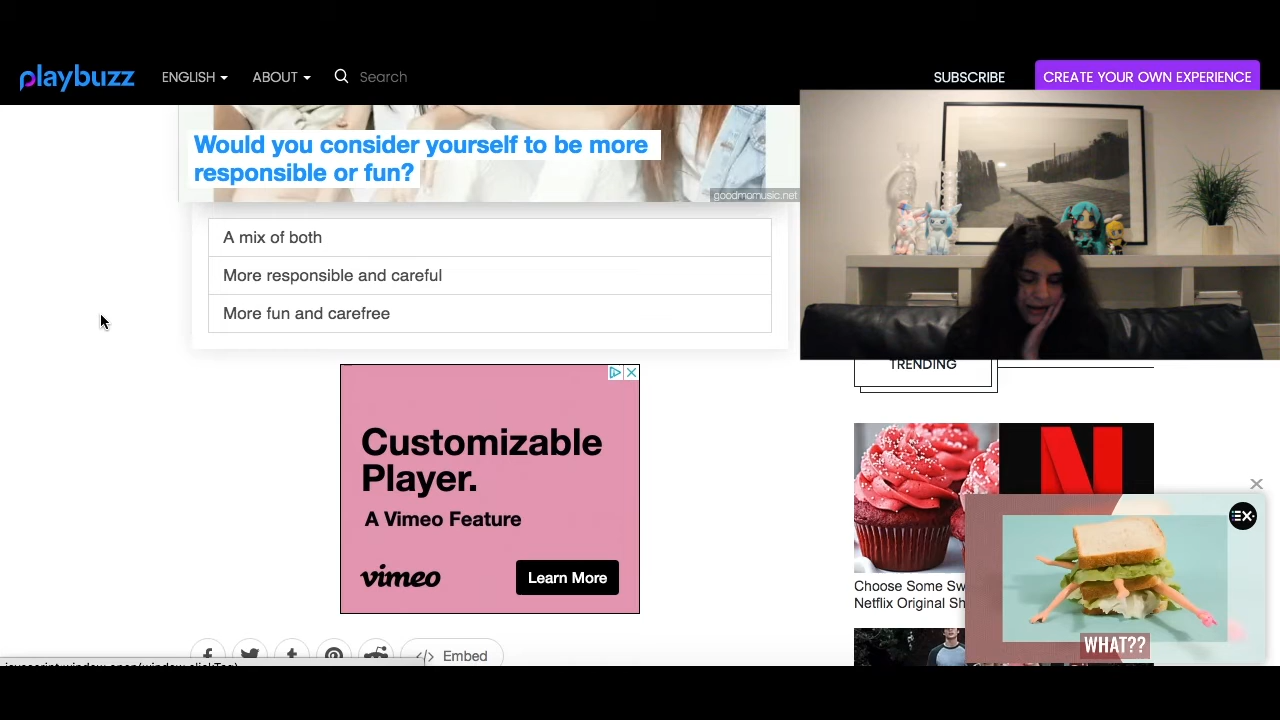 playbuzz
ENGLISH
ABOUT
Search
SUBSCRIBE
CREATE YOUR OWN EXPERIENCE
Would you consider yourself to be more
responsible or fun?
goodmomusic.net
A mix of both
More responsible and careful
More fun and carefree
Customizable
Player.
A Vimeo Feature
vimeo
Learn More
TRENDING
N
Choose Some Sw
Netflix Original Sh
EX
WHAT??
</> Embed